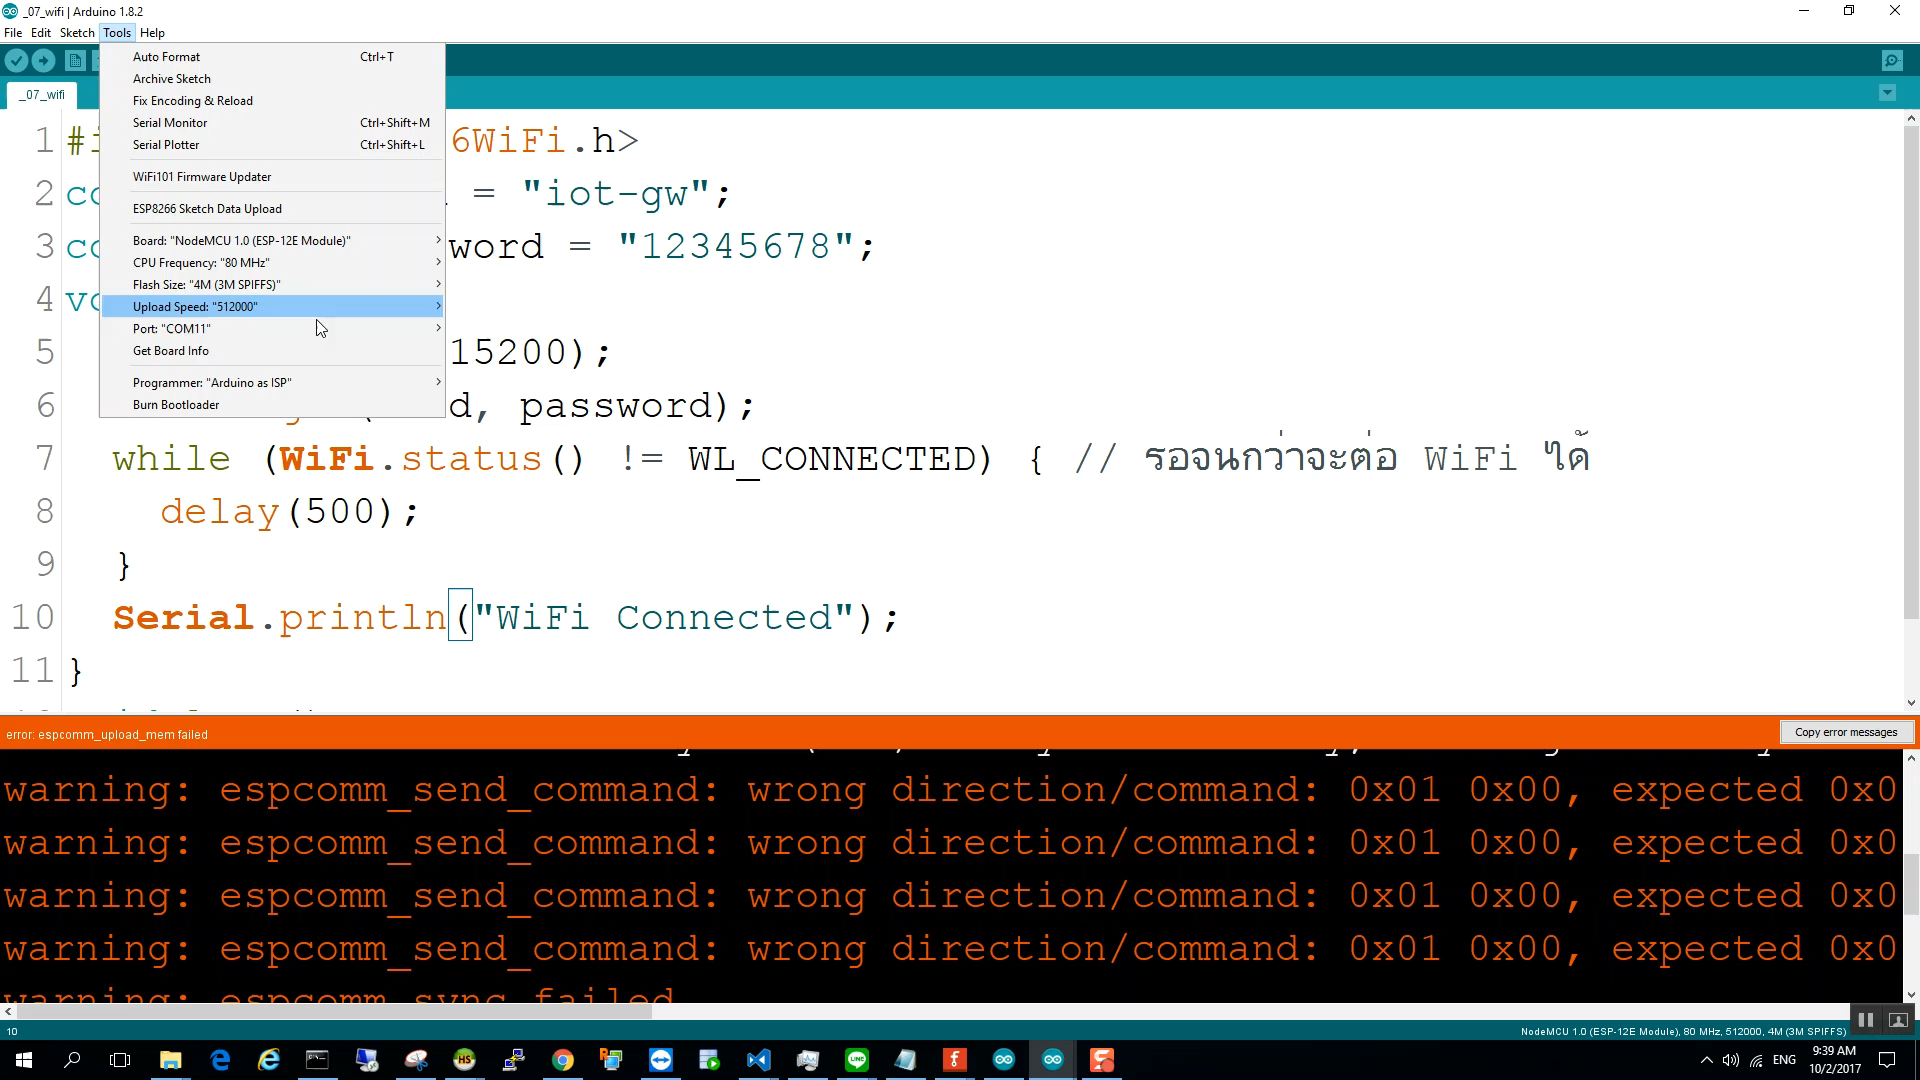 _07_wifi | Arduino 1.8.2
File Edit Sketch Tools Help
_07_wifi
Auto Format Ctrl+T
Archive Sketch
Fix Encoding & Reload
Serial Monitor Ctrl+Shift+M
Serial Plotter Ctrl+Shift+L
WiFi101 Firmware Updater
ESP8266 Sketch Data Upload
Board: "NodeMCU 1.0 (ESP-12E Module)"
CPU Frequency: "80 MHz"
Flash Size: "4M (3M SPIFFS)"
Upload Speed: "512000"
Port: "COM11"
Get Board Info
Programmer: "Arduino as ISP"
Burn Bootloader
1 #i 6WiFi.h>
2 co = "iot-gw";
3 co word = "12345678";
4 vo
5 15200);
6 d, password);
7 while (WiFi.status() != WL_CONNECTED) { // รอจนกว่าจะต่อ WiFi ได้
8 delay(500);
9 }
10 Serial.println("WiFi Connected");
11 }
error: espcomm_upload_mem failed
Copy error messages
warning: espcomm_send_command: wrong direction/command: 0x01 0x00, expected 0x0
warning: espcomm_send_command: wrong direction/command: 0x01 0x00, expected 0x0
warning: espcomm_send_command: wrong direction/command: 0x01 0x00, expected 0x0
warning: espcomm_send_command: wrong direction/command: 0x01 0x00, expected 0x0
warning: espcomm_sync failed
10
NodeMCU 1.0 (ESP-12E Module), 80 MHz, 512000, 4M (3M SPIFFS)
ENG
9:39 AM
10/2/2017